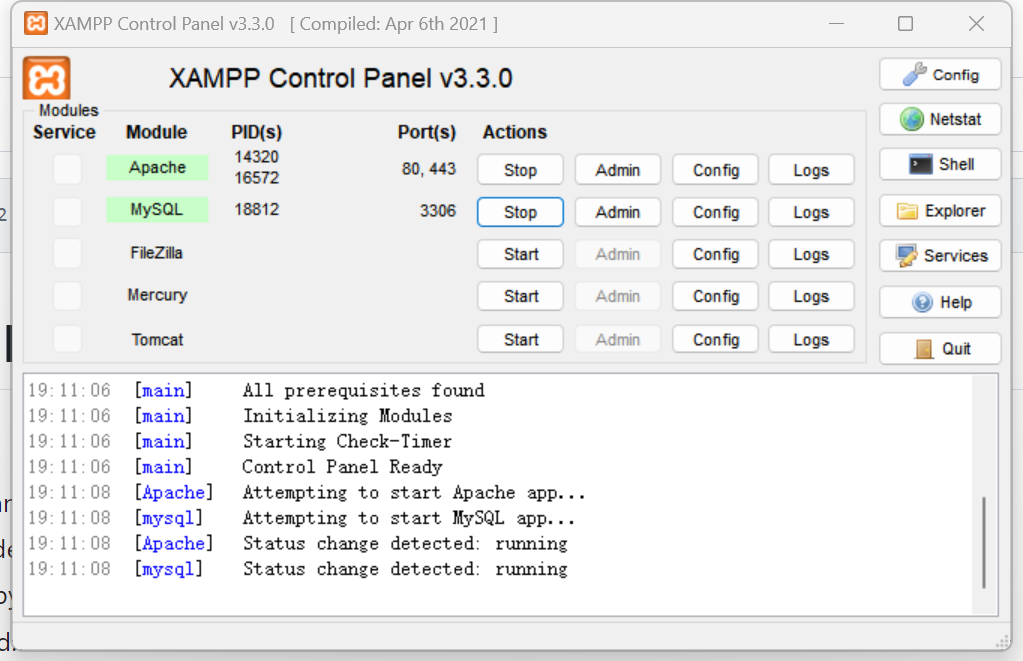 XAMPP Control Panel v3.3.0 [ Compiled: Apr 6th 2021 ]
XAMPP Control Panel v3.3.0
Config
Modules
Service Module PID(s) Port(s) Actions
Netstat
Apache 14320 16572 80, 443 Stop Admin Config Logs
Shell
MySQL 18812 3306 Stop Admin Config Logs
Explorer
FileZilla Start Admin Config Logs
Services
Mercury Start Admin Config Logs
Help
Tomcat Start Admin Config Logs
Quit
19:11:06 [main] All prerequisites found
19:11:06 [main] Initializing Modules
19:11:06 [main] Starting Check-Timer
19:11:06 [main] Control Panel Ready
19:11:08 [Apache] Attempting to start Apache app...
19:11:08 [mysql] Attempting to start MySQL app...
19:11:08 [Apache] Status change detected: running
19:11:08 [mysql] Status change detected: running